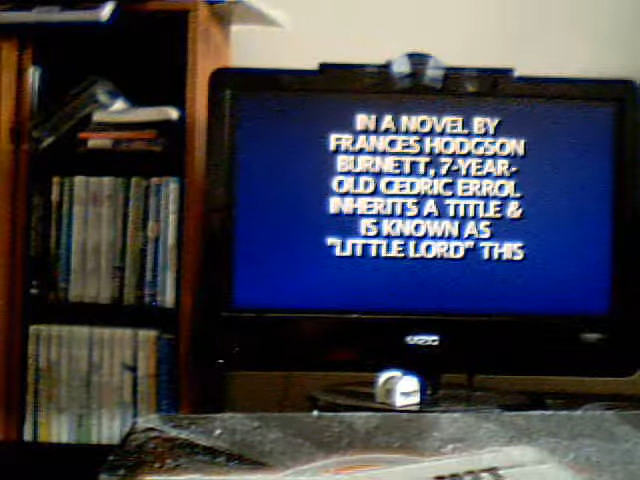 IN A NOVEL BY
FRANCES HODGSON
BURNETT, 7-YEAR-
OLD CEDRIC ERROL
INHERITS A TITLE &
IS KNOWN AS
"LITTLE LORD" THIS